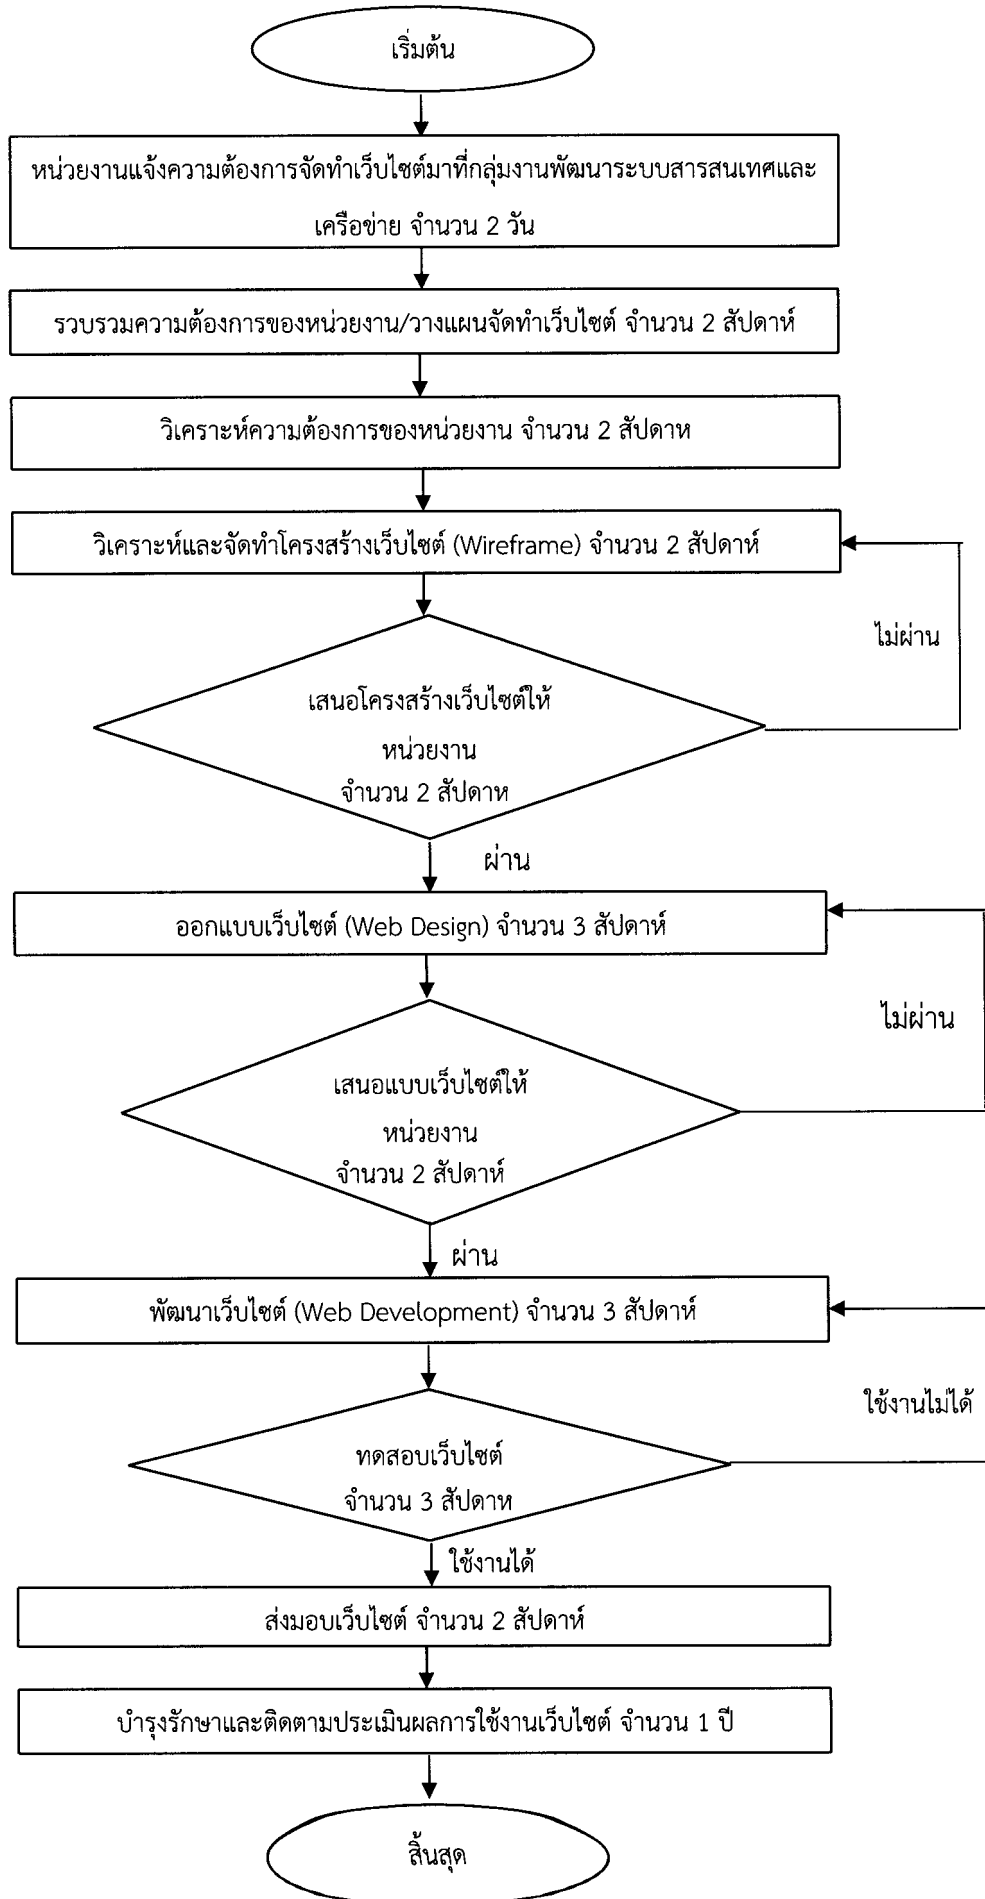 เริ่มต้น
หน่วยงานแจ้งความต้องการจัดทำเว็บไซต์มาที่กลุ่มงานพัฒนาระบบสารสนเทศและ
เครือข่าย จำนวน 2 วัน
รวบรวมความต้องการของหน่วยงาน/วางแผนจัดทำเว็บไซต์ จำนวน 2 สัปดาห์
วิเคราะห์ความต้องการของหน่วยงาน จำนวน 2 สัปดาห
วิเคราะห์และจัดทำโครงสร้างเว็บไซต์ (Wireframe) จำนวน 2 สัปดาห์
ไม่ผ่าน
เสนอโครงสร้างเว็บไซต์ให้
หน่วยงาน
จำนวน 2 สัปดาห
ผ่าน
ออกแบบเว็บไซต์ (Web Design) จำนวน 3 สัปดาห์
ไม่ผ่าน
เสนอแบบเว็บไซต์ให้
หน่วยงาน
จำนวน 2 สัปดาห์
ผ่าน
พัฒนาเว็บไซต์ (Web Development) จำนวน 3 สัปดาห์
ใช้งานไม่ได้
ทดสอบเว็บไซต์
จำนวน 3 สัปดาห
ใช้งานได้
ส่งมอบเว็บไซต์ จำนวน 2 สัปดาห์
บำรุงรักษาและติดตามประเมินผลการใช้งานเว็บไซต์ จำนวน 1 ปี
สิ้นสุด